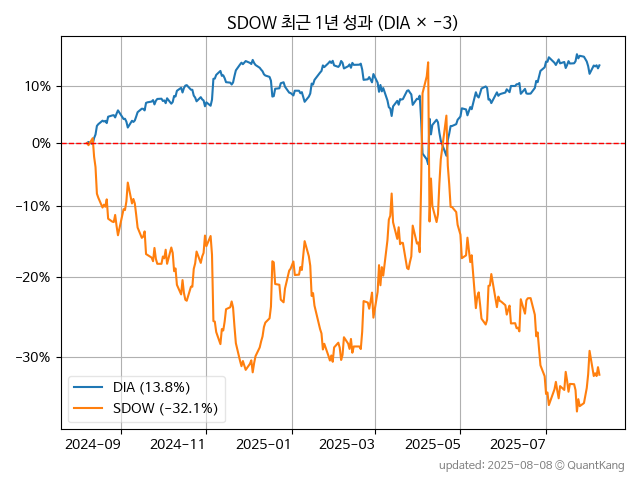 SDOW 최근 1년 성과 (DIA × -3)
10%
0%
-10%
-20%
-30%
DIA (13.8%)
SDOW (-32.1%)
2024-09
2024-11
2025-01
2025-03
2025-05
2025-07
updated: 2025-08-08 ⓒ QuantKang